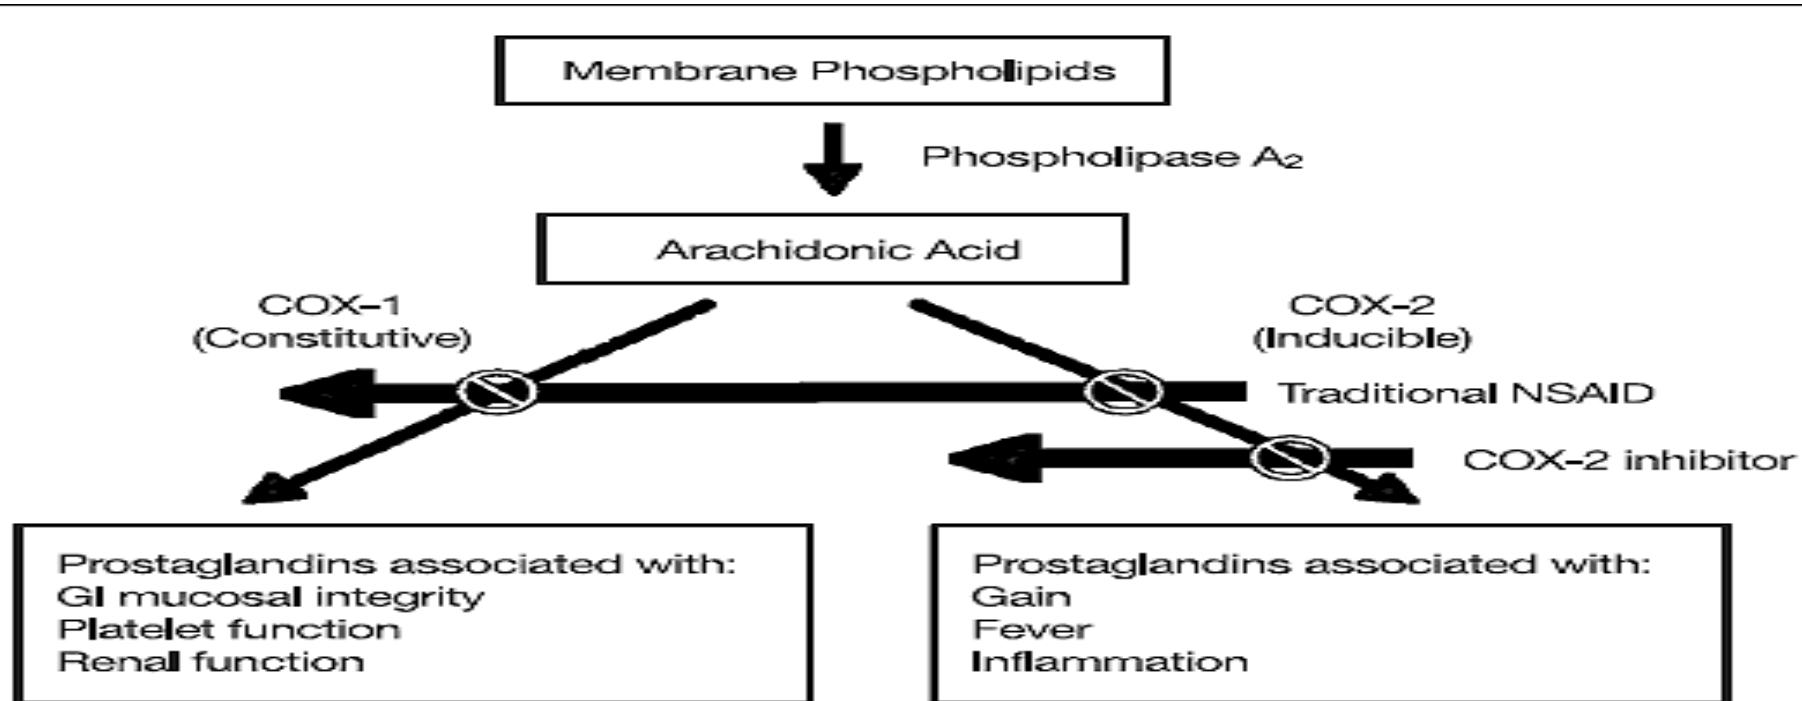 Membrane Phospholipids
Phospholipase A₂
Arachidonic Acid
COX-1
(Constitutive)
COX-2
(Inducible)
Traditional NSAID
COX-2 inhibitor
Prostaglandins associated with:
GI mucosal integrity
Platelet function
Renal function
Prostaglandins associated with:
Gain
Fever
Inflammation